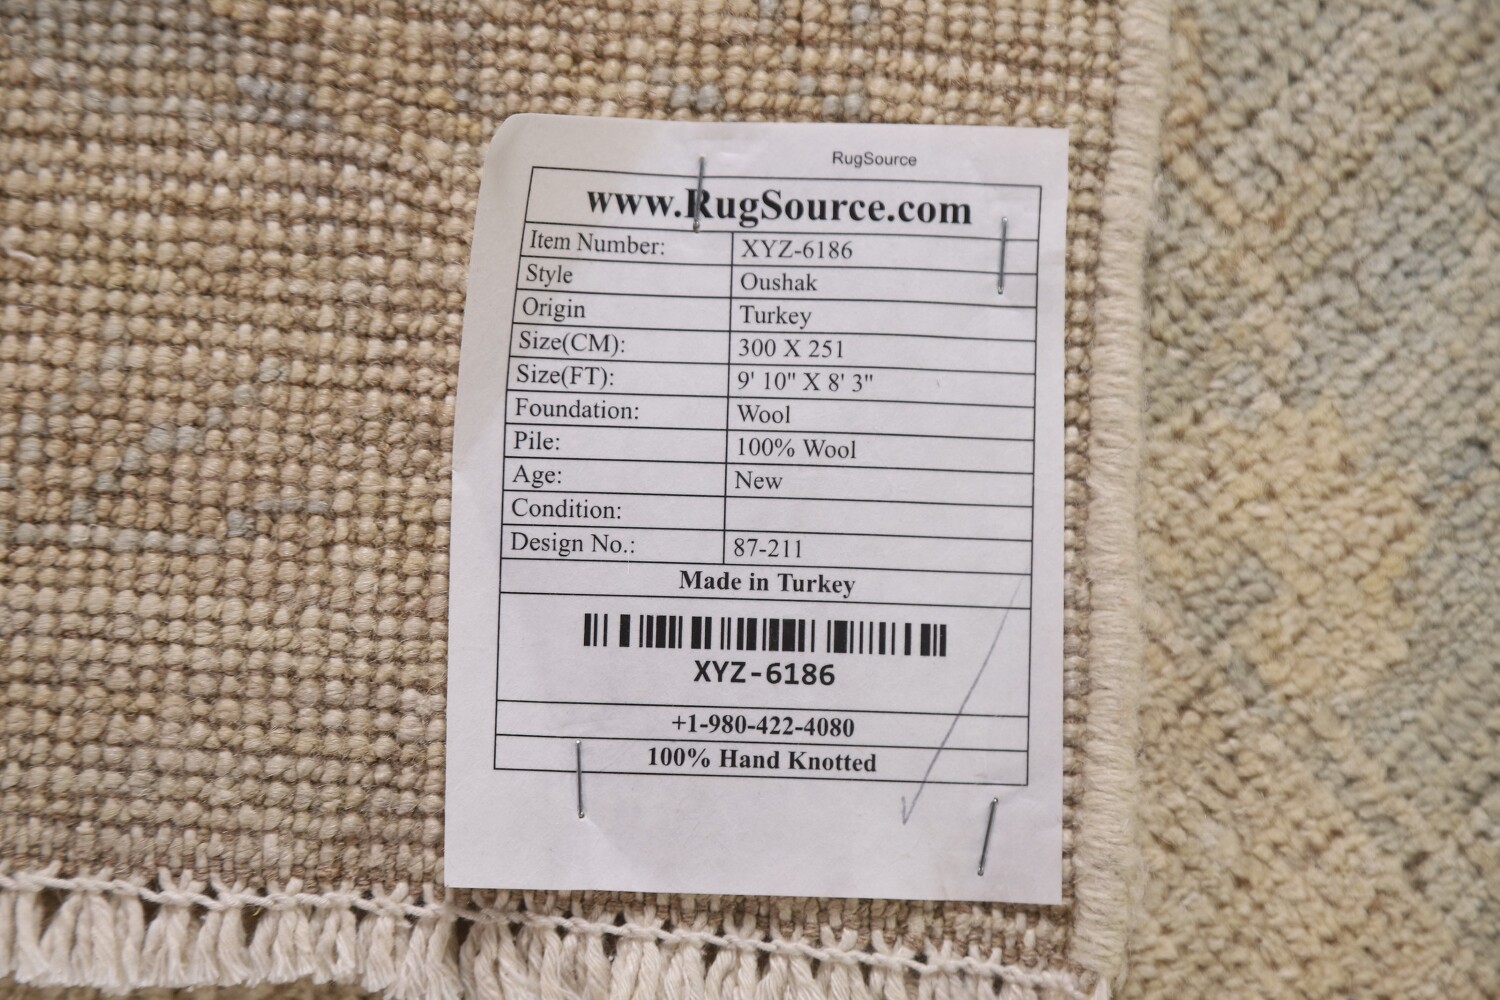 RugSource
www.RugSource.com
Item Number: XYZ-6186
Style Oushak
Origin Turkey
Size(CM): 300 X 251
Size(FT): 9' 10" X 8' 3"
Foundation: Wool
Pile: 100% Wool
Age: New
Condition:
Design No.: 87-211
Made in Turkey
XYZ-6186
+1-980-422-4080
100% Hand Knotted